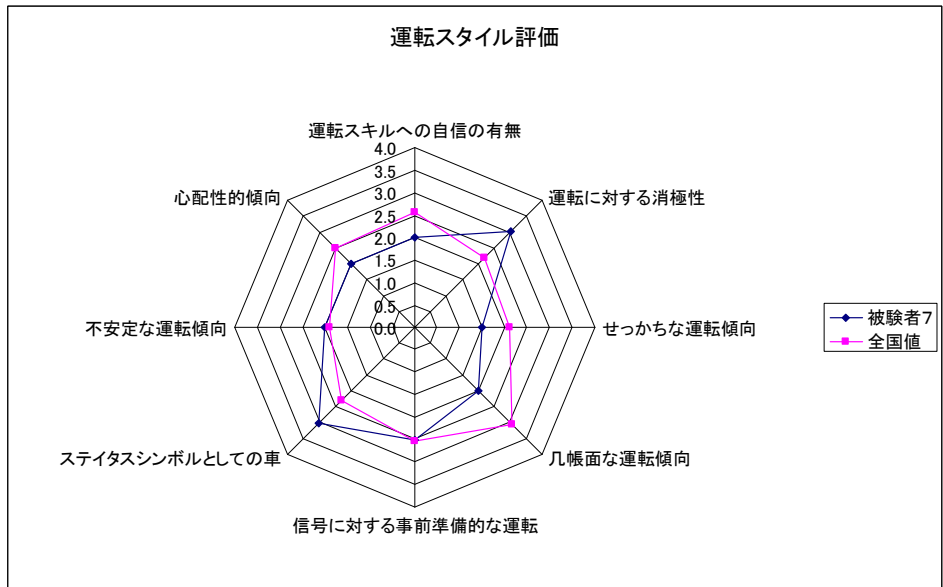 運転スタイル評価
運転スキルへの自信の有無
4.0
3.5
3.0
2.5
2.0
1.5
1.0
0.5
0.0
心配性的傾向
運転に対する消極性
不安定な運転傾向
せっかちな運転傾向
被験者7
全国値
ステイタスシンボルとしての車
几帳面な運転傾向
信号に対する事前準備的な運転